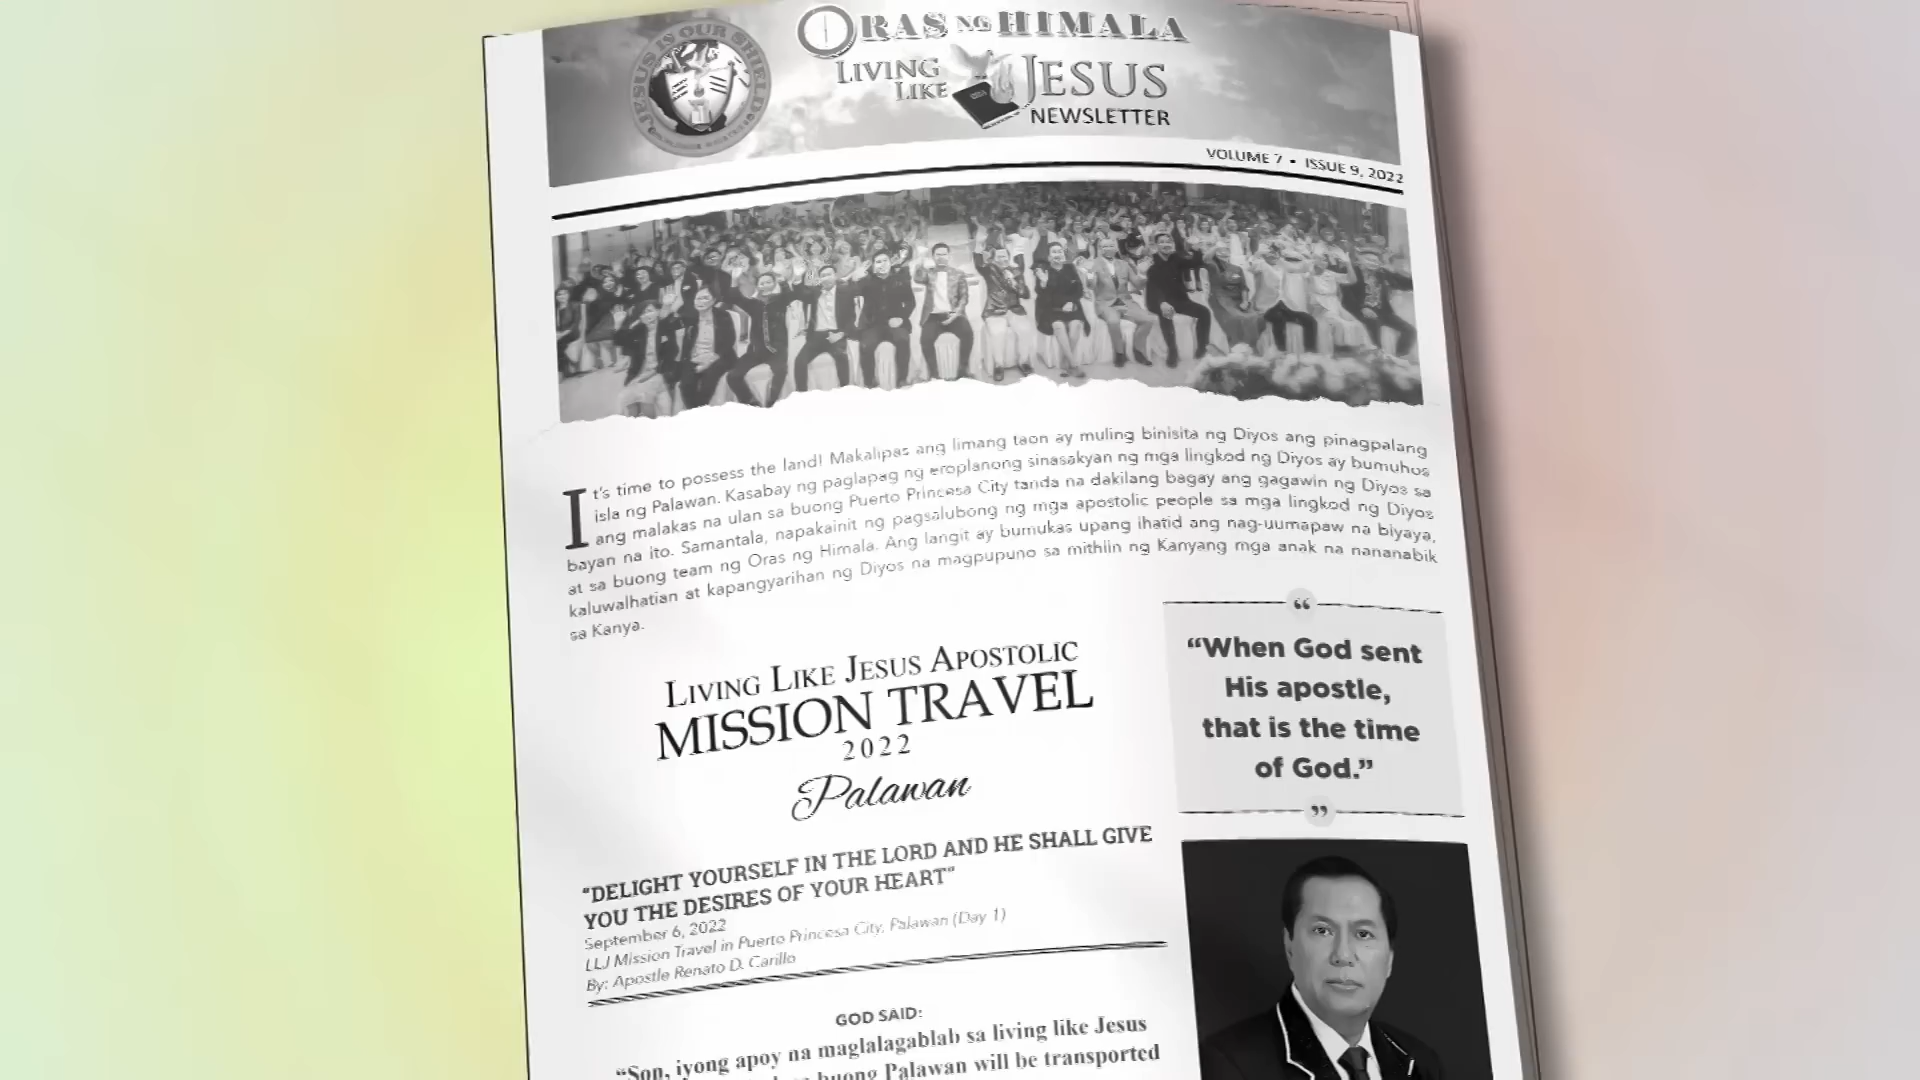 JESUS IS OUR SHIELD
ORAS NG HIMALA
LIVING LIKE JESUS
NEWSLETTER
VOLUME 7 • ISSUE 9, 2022
It's time to possess the land! Makalipas ang limang taon ay muling binisita ng Diyos ang pinagpalang
isla ng Palawan. Kasabay ng paglapag ng eroplanong sinasakyan ng mga lingkod ng Diyos ay bumuhos
ang malakas na ulan sa buong Puerto Princesa City tanda na dakilang bagay ang gagawin ng Diyos sa
bayan na ito. Samantala, napakainit ng pagsalubong ng mga apostolic people sa mga lingkod ng Diyos
at sa buong team ng Oras ng Himala. Ang langit ay bumukas upang ihatid ang nag-uumapaw na biyaya,
kaluwalhatian at kapangyarihan ng Diyos na magpupuno sa mithiin ng Kanyang mga anak na nananabik
sa Kanya.
LIVING LIKE JESUS APOSTOLIC
MISSION TRAVEL
2022
Palawan
"DELIGHT YOURSELF IN THE LORD AND HE SHALL GIVE
YOU THE DESIRES OF YOUR HEART"
September 6, 2022
LLJ Mission Travel in Puerto Princesa City, Palawan (Day 1)
By: Apostle Renato D. Carillo
GOD SAID:
"Son, iyong apoy na maglalagablab sa living like Jesus
buong Palawan will be transported
“
“When God sent
His apostle,
that is the time
of God.”
”